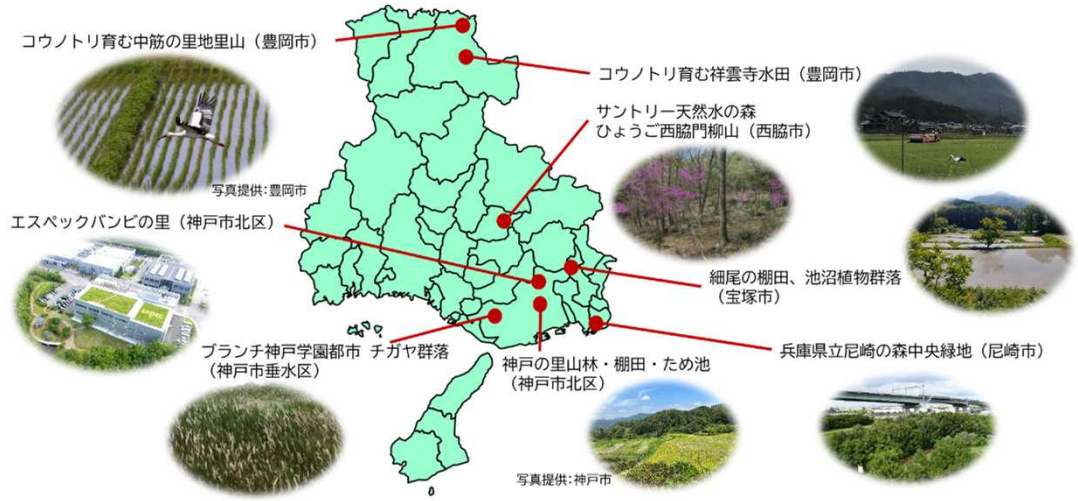 コウノトリ育む中筋の里地里山（豊岡市）
コウノトリ育む祥雲寺水田（豊岡市）
サントリー天然水の森
ひょうご西脇門柳山（西脇市）
写真提供：豊岡市
エスペックバンビの里（神戸市北区）
細尾の棚田、池沼植物群落
（宝塚市）
ブランチ神戸学園都市 チガヤ群落
（神戸市垂水区）
神戸の里山林・棚田・ため池
（神戸市北区）
兵庫県立尼崎の森中央緑地（尼崎市）
写真提供：神戸市